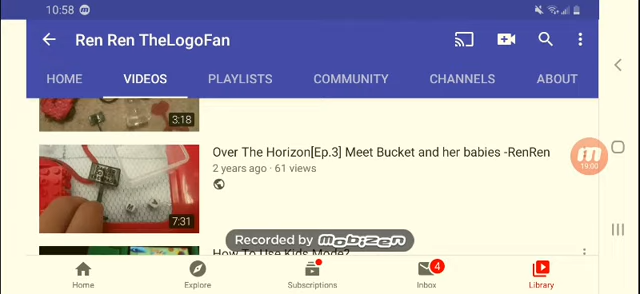 10:58
Ren Ren TheLogoFan
HOME VIDEOS PLAYLISTS COMMUNITY CHANNELS ABOUT
3:18
Over The Horizon[Ep.3] Meet Bucket and her babies -RenRen
2 years ago · 61 views
7:31
19:00
Recorded by mobizen
How To Use Kids Mode?
4
Home Explore Subscriptions Inbox Library